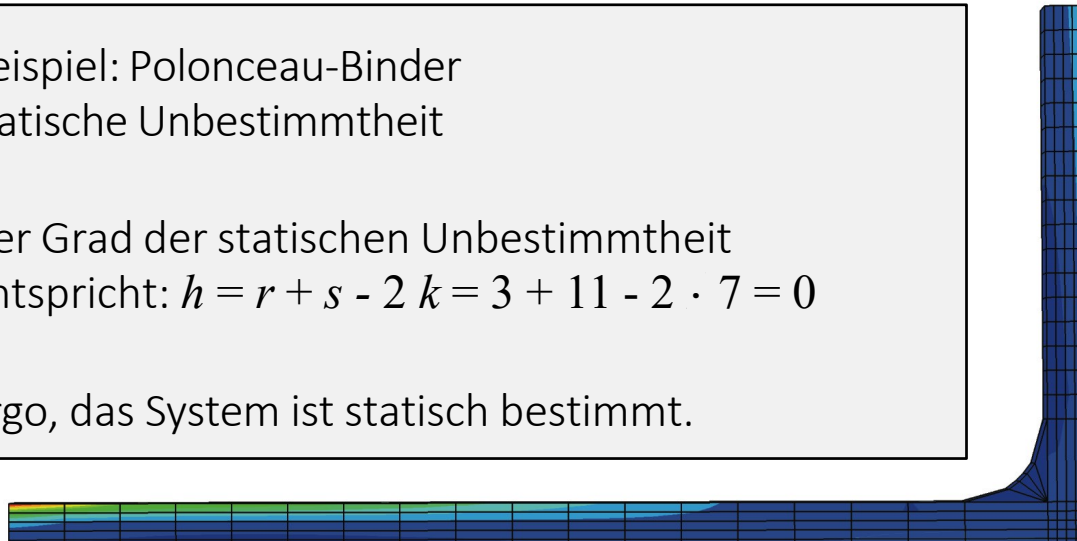 eispiel: Polonceau-Binder
atische Unbestimmtheit
er Grad der statischen Unbestimmtheit
ntspricht: h = r + s - 2 k = 3 + 11 - 2 · 7 = 0
rgo, das System ist statisch bestimmt.